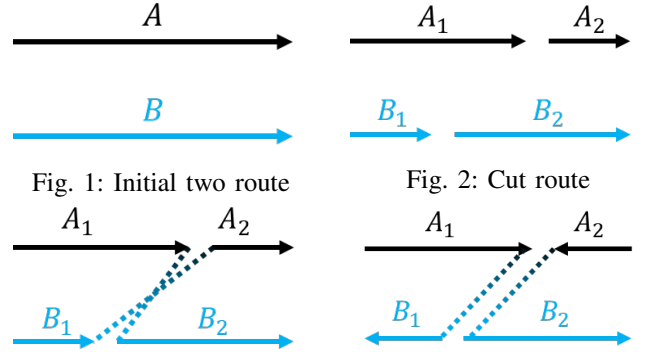 A A₁ A₂
B B₁ B₂
Fig. 1: Initial two route Fig. 2: Cut route
A₁ A₂ A₁ A₂
B₁ B₂ B₁ B₂